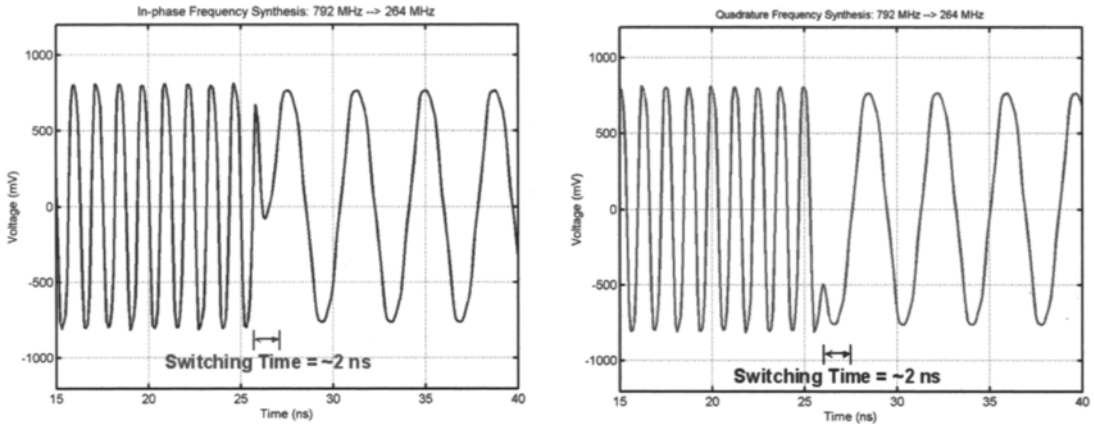 In-phase Frequency Synthesis: 792 MHz --> 264 MHz
1000
500
0
-500
-1000
Voltage (mV)
Switching Time = ~2 ns
15 20 25 30 35 40
Time (ns)
Quadrature Frequency Synthesis: 792 MHz --> 264 MHz
1000
500
0
-500
-1000
Voltage (mV)
Switching Time = ~2 ns
15 20 25 30 35 40
Time (ns)